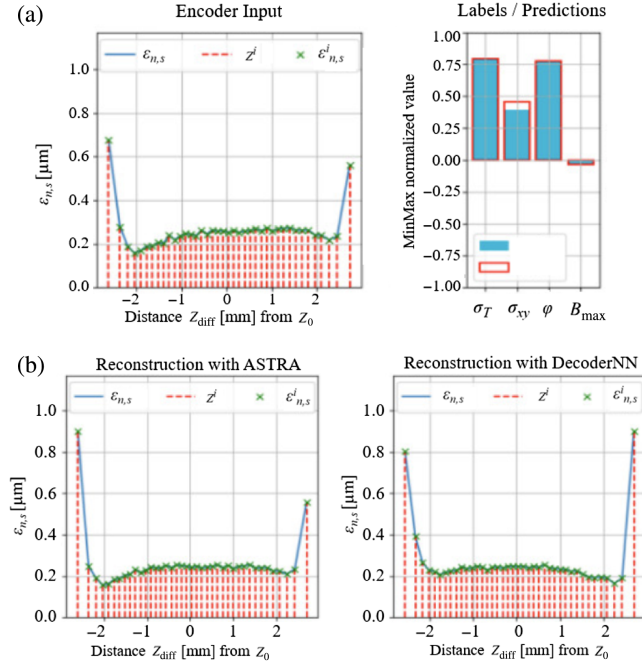 (a)
Encoder Input
Labels / Predictions
εn,s
zⁱ
εⁱn,s
εn,s [μm]
1.0
0.8
0.6
0.4
0.2
0.0
−2
−1
0
1
2
Distance Zdiff [mm] from Z0
MinMax normalized value
1.00
0.75
0.50
0.25
0.00
−0.25
−0.50
−0.75
−1.00
σT
σxy
φ
Bmax
(b)
Reconstruction with ASTRA
Reconstruction with DecoderNN
εn,s
zⁱ
εⁱn,s
εn,s [μm]
1.0
0.8
0.6
0.4
0.2
0.0
−2
−1
0
1
2
Distance Zdiff [mm] from Z0
εn,s
zⁱ
εⁱn,s
εn,s [μm]
1.0
0.8
0.6
0.4
0.2
0.0
−2
−1
0
1
2
Distance Zdiff [mm] from Z0